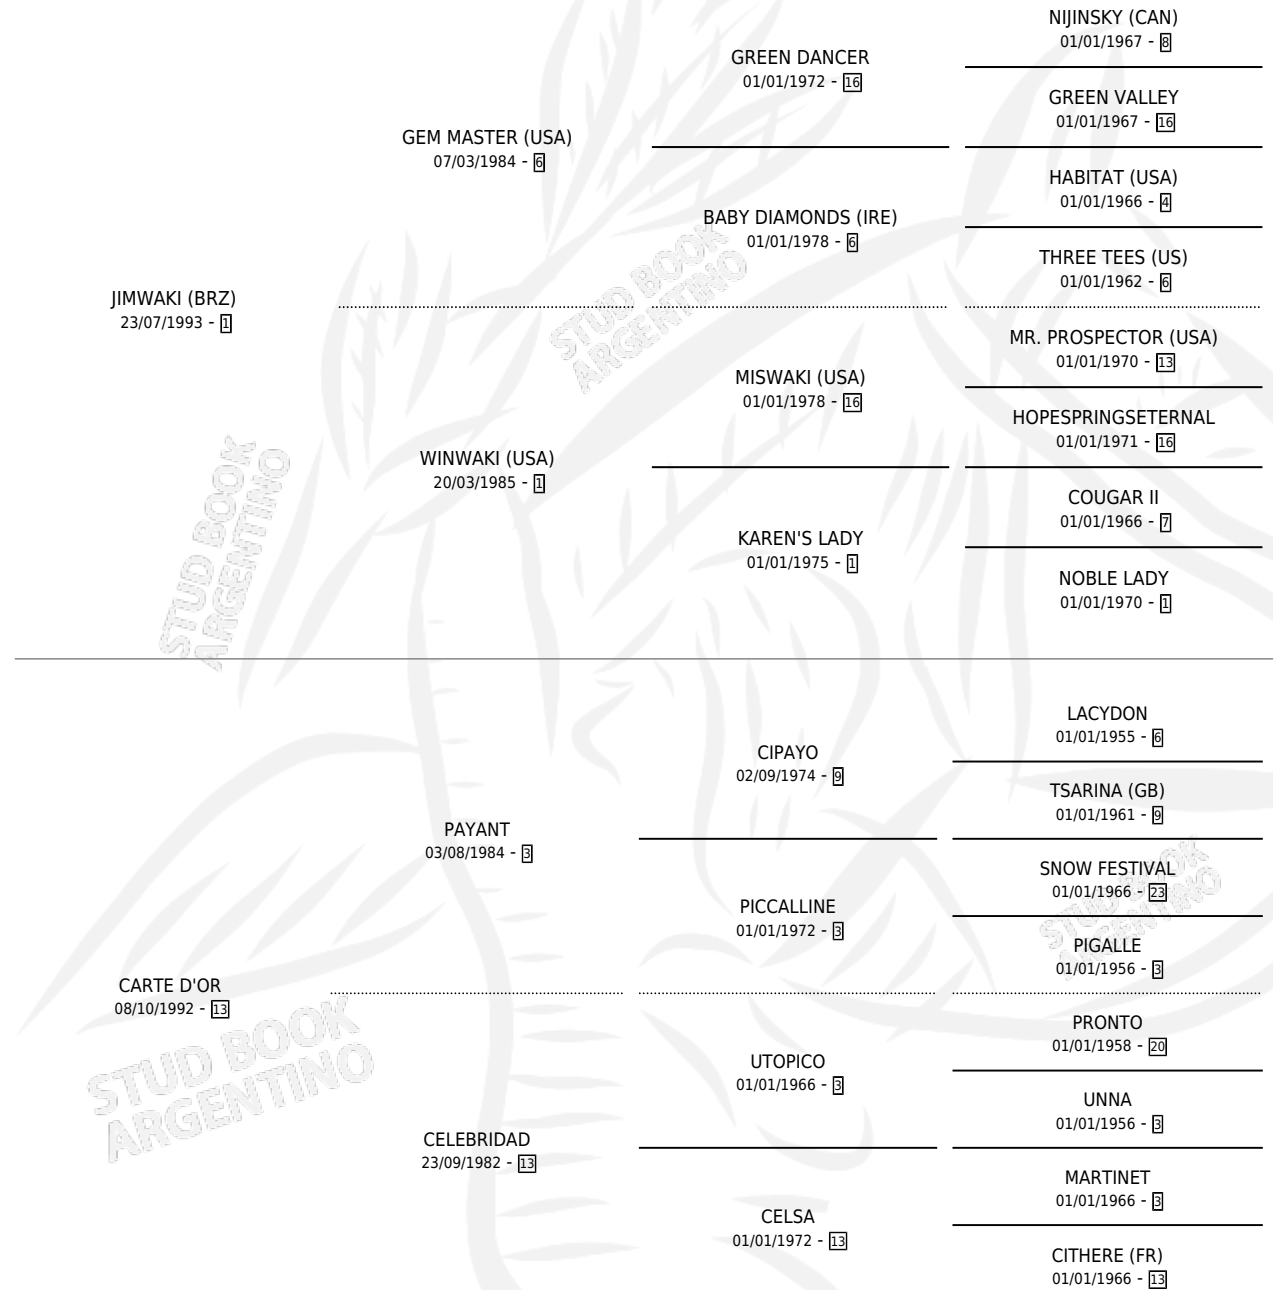 NIJINSKY (CAN)
01/01/1967 - 8
GREEN DANCER
01/01/1972 - 16
GREEN VALLEY
01/01/1967 - 16
GEM MASTER (USA)
07/03/1984 - 6
HABITAT (USA)
01/01/1966 - 4
BABY DIAMONDS (IRE)
01/01/1978 - 6
THREE TEES (US)
01/01/1962 - 6
JIMWAKI (BRZ)
23/07/1993 - 1
MR. PROSPECTOR (USA)
01/01/1970 - 13
MISWAKI (USA)
01/01/1978 - 16
HOPESPRINGSETERNAL
01/01/1971 - 16
WINWAKI (USA)
20/03/1985 - 1
COUGAR II
01/01/1966 - 7
KAREN'S LADY
01/01/1975 - 1
NOBLE LADY
01/01/1970 - 1
LACYDON
01/01/1955 - 6
CIPAYO
02/09/1974 - 9
TSARINA (GB)
01/01/1961 - 9
PAYANT
03/08/1984 - 3
SNOW FESTIVAL
01/01/1966 - 23
PICCALLINE
01/01/1972 - 3
PIGALLE
01/01/1956 - 3
CARTE D'OR
08/10/1992 - 13
PRONTO
01/01/1958 - 20
UTOPICO
01/01/1966 - 3
UNNA
01/01/1956 - 3
CELEBRIDAD
23/09/1982 - 13
MARTINET
01/01/1966 - 3
CELSA
01/01/1972 - 13
CITHERE (FR)
01/01/1966 - 13
STUD BOOK
ARGENTINO
STUD BOOK
ARGENTINO
STUD BOOK
ARGENTINO
STUD BOOK
ARGENTINO